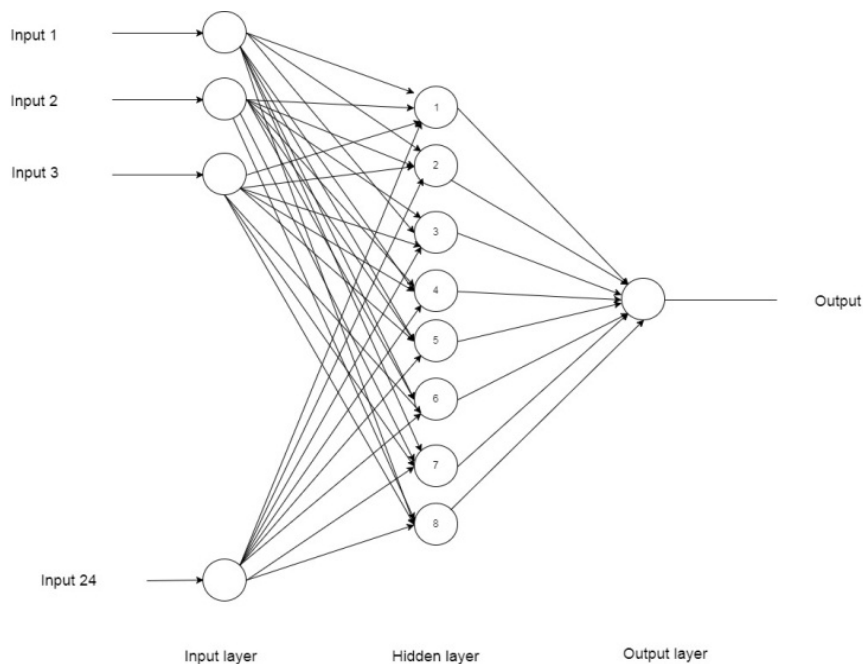 Input 1
Input 2
Input 3
1
2
3
4
5
6
7
8
Output
Input 24
Input layer
Hidden layer
Output layer